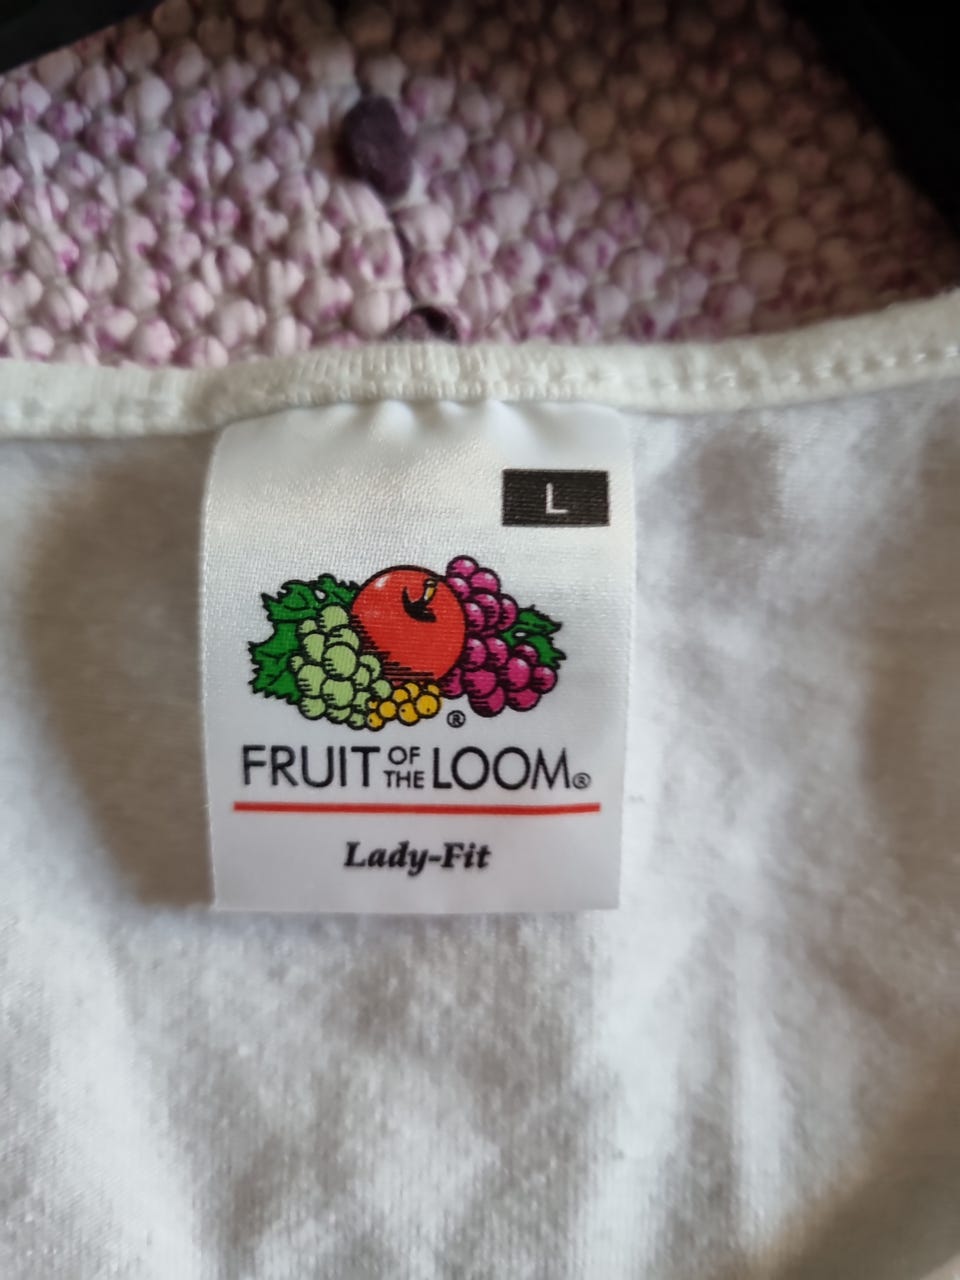 L
®
FRUIT OF THE LOOM®
Lady-Fit